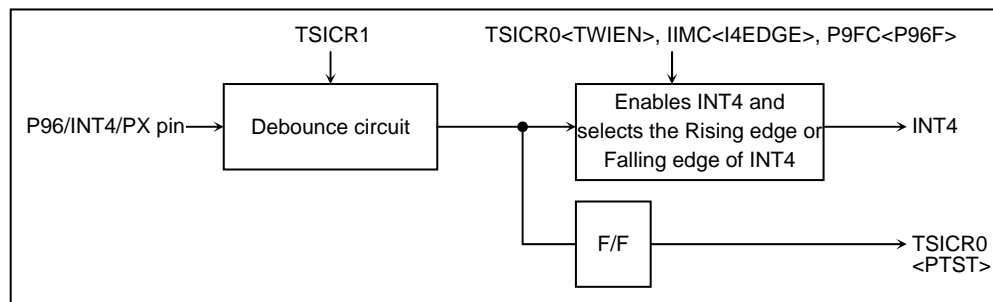 TSICR1
TSICR0<TWIEN>, IIMC<I4EDGE>, P9FC<P96F>
P96/INT4/PX pin
Debounce circuit
Enables INT4 and
selects the Rising edge or
Falling edge of INT4
INT4
F/F
TSICR0
<PTST>